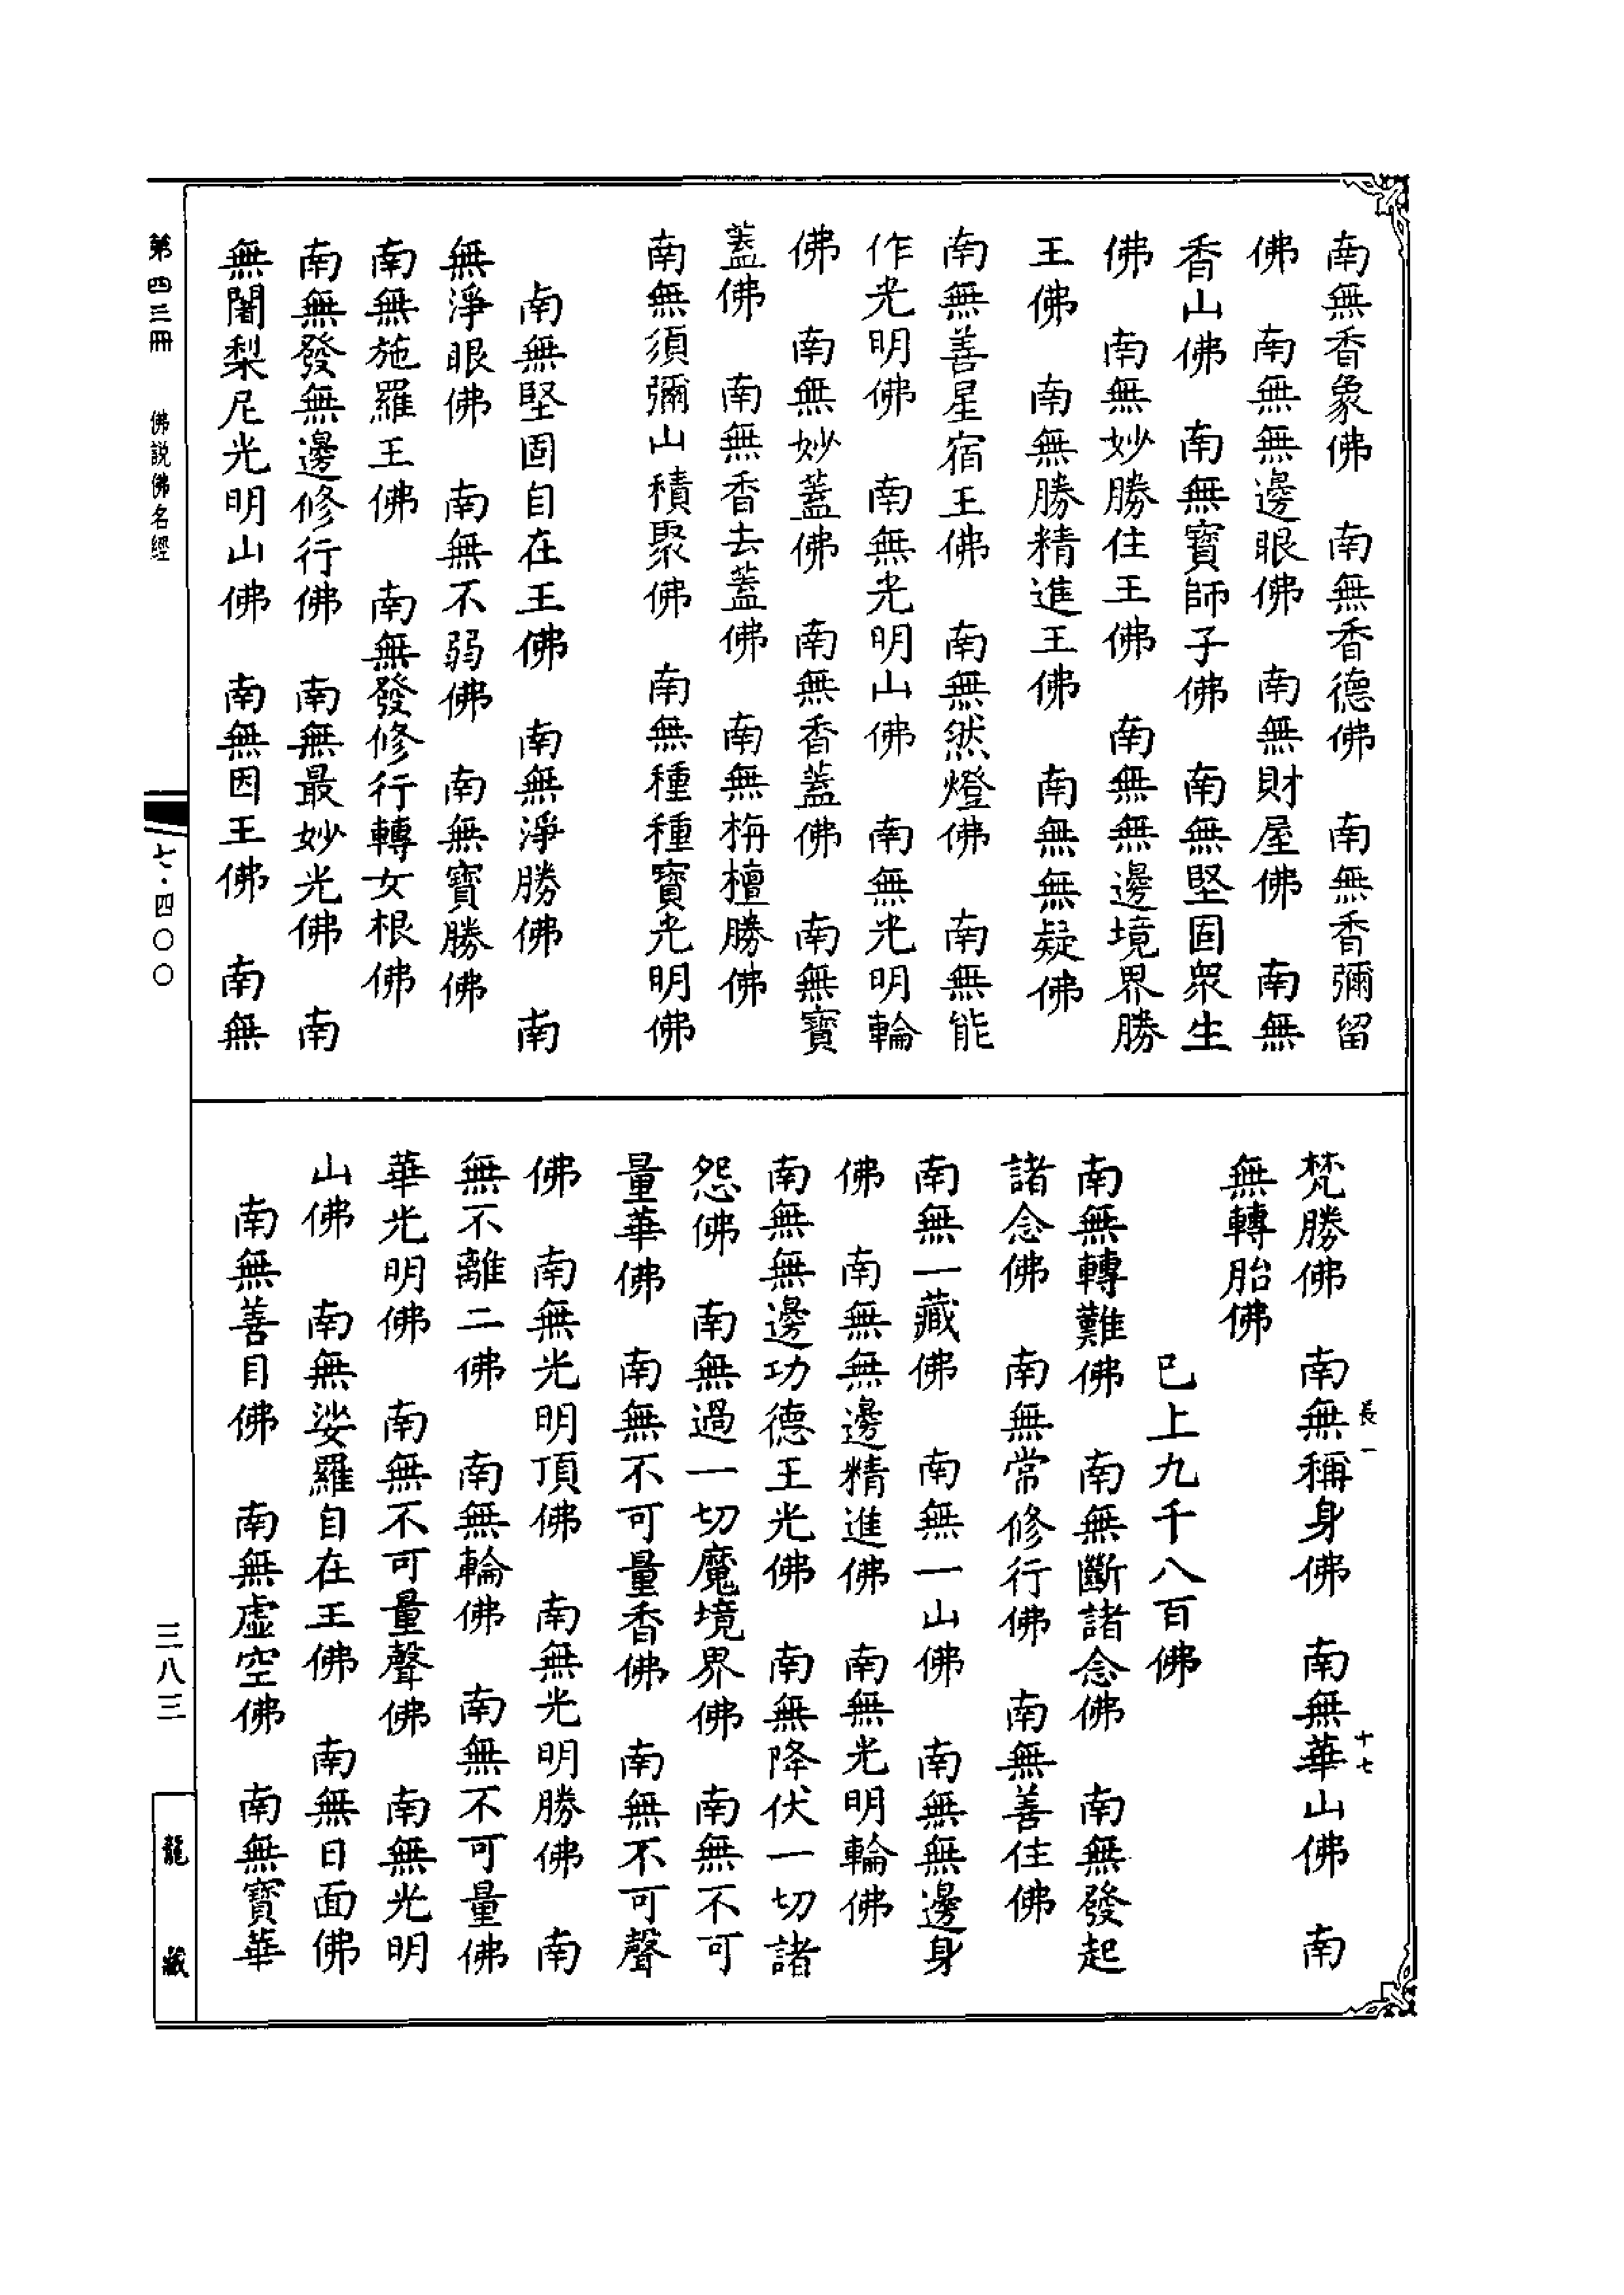 南無香象佛　南無香德佛　南無香彌留
佛　南無無邊眼佛　南無財屋佛　南無
香山佛　南無寶師子佛　南無堅固衆生
佛　南無妙勝住王佛　南無無邊境界勝
王佛　南無勝精進王佛　南無無疑佛
南無善星宿王佛　南無然燈佛　南無能
作光明佛　南無光明山佛　南無光明輪
佛　南無妙蓋佛　南無香蓋佛　南無寶
蓋佛　南無香去蓋佛　南無栴檀勝佛
南無須彌山積聚佛　南無種種寶光明佛
南無堅固自在王佛　南無淨勝佛　南
無淨眼佛　南無不弱佛　南無寶勝佛
南無施羅王佛　南無發修行轉女根佛
南無發無邊修行佛　南無最妙光佛　南
無闍梨尼光明山佛　南無因王佛　南無
梵勝佛　南無稱身佛　南無華山佛　南
無轉胎佛
已上九千八百佛
南無轉難佛　南無斷諸念佛　南無發起
諸念佛　南無常修行佛　南無善住佛
南無一藏佛　南無一山佛　南無無邊身
佛　南無無邊精進佛　南無光明輪佛
南無無邊功德王光佛　南無降伏一切諸
怨佛　南無過一切魔境界佛　南無不可
量華佛　南無不可量香佛　南無不可聲
佛　南無光明頂佛　南無光明勝佛　南
無不離二佛　南無輪佛　南無不可量佛
華光明佛　南無不可量聲佛　南無光明
山佛　南無娑羅自在王佛　南無日面佛
南無善目佛　南無虛空佛　南無寶華
長一
十七
第四三冊　佛說佛名經
七·四〇〇
三八三
龍藏